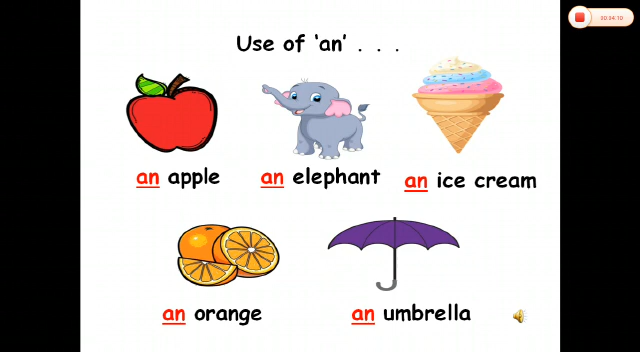 Use of 'an' . . .
an apple
an elephant
an ice cream
an orange
an umbrella